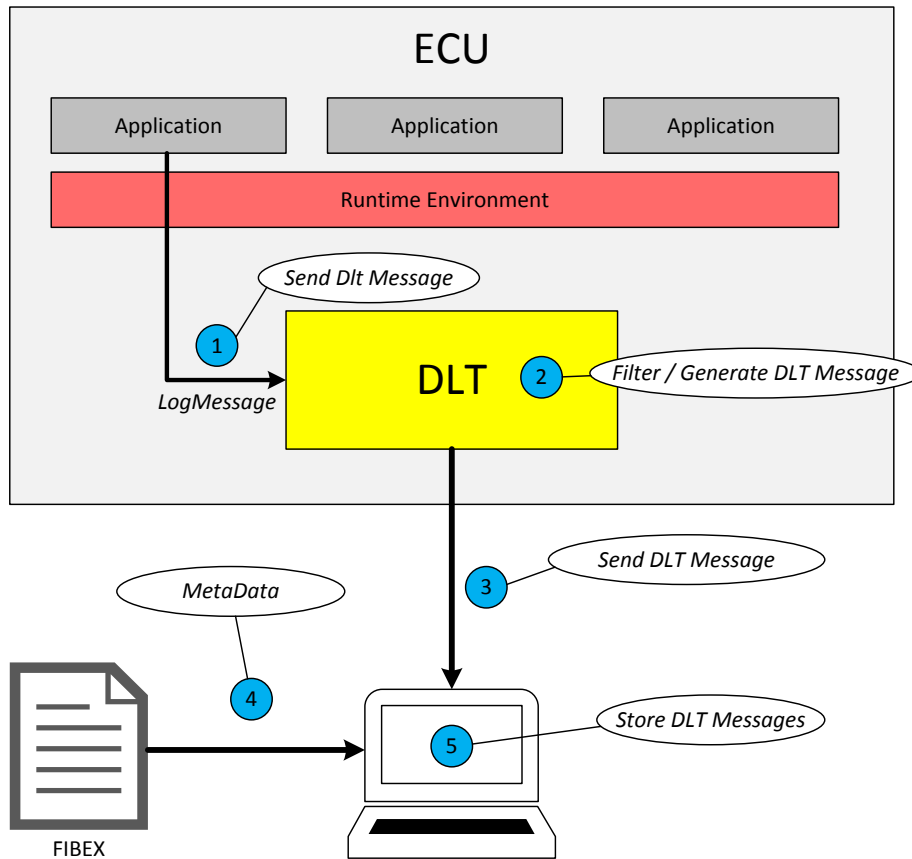 ECU
Application
Application
Application
Runtime Environment
Send Dlt Message
1
LogMessage
DLT
2
Filter / Generate DLT Message
Send DLT Message
3
MetaData
4
5
Store DLT Messages
FIBEX